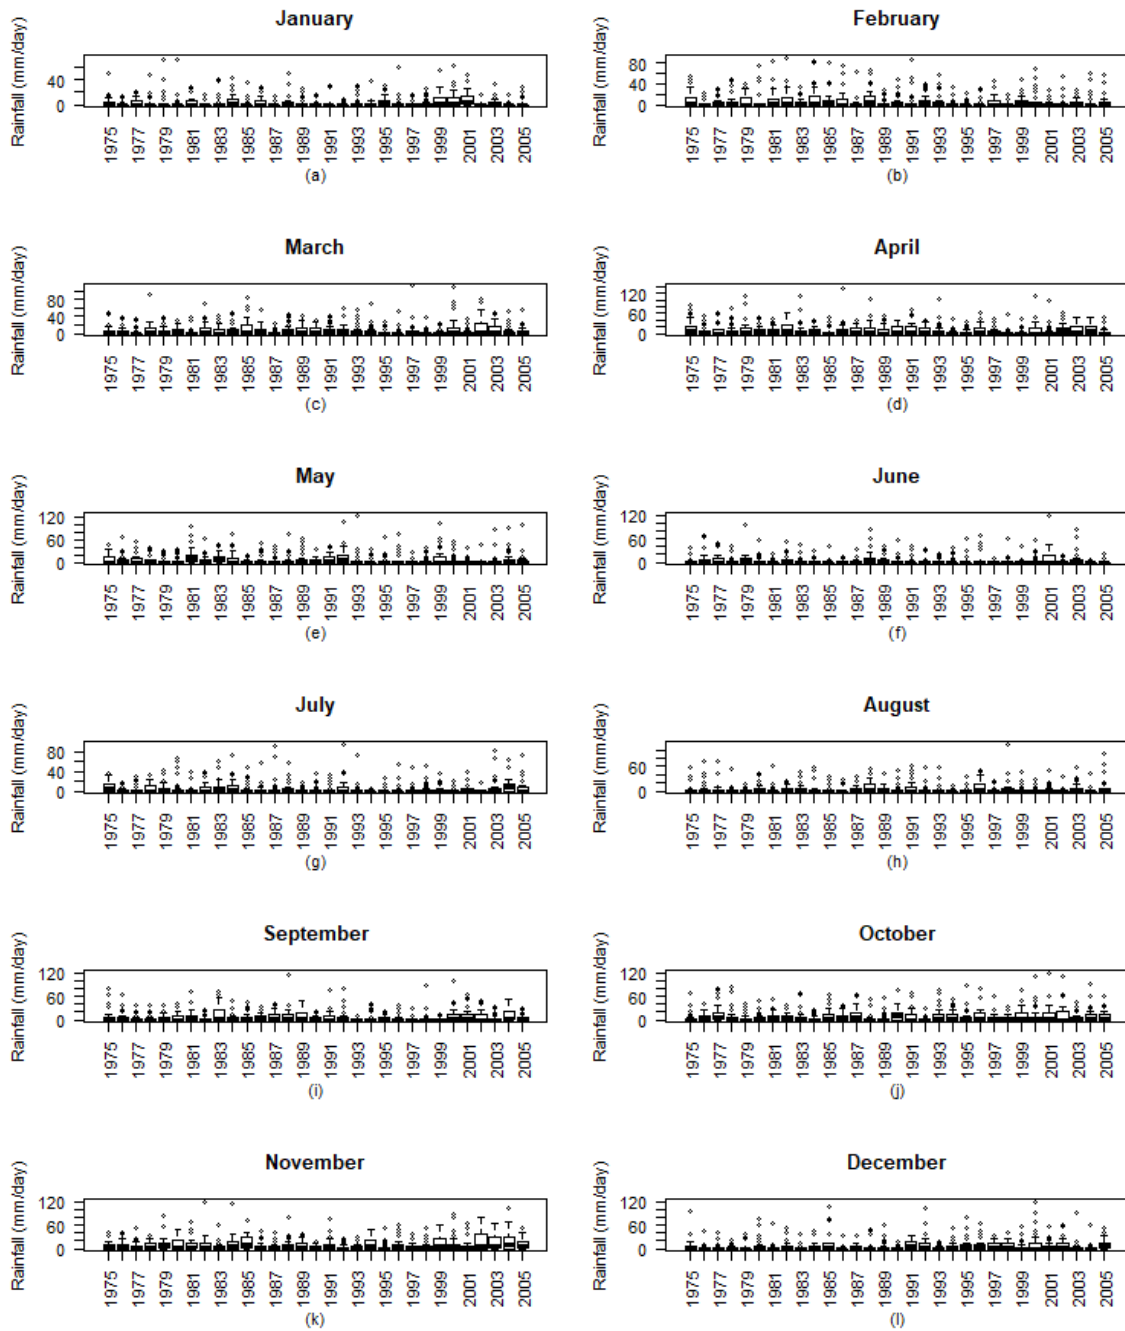 January
Rainfall (mm/day)
40
0
1975 1977 1979 1981 1983 1985 1987 1989 1991 1993 1995 1997 1999 2001 2003 2005
(a)
February
Rainfall (mm/day)
80
40
0
1975 1977 1979 1981 1983 1985 1987 1989 1991 1993 1995 1997 1999 2001 2003 2005
(b)
March
Rainfall (mm/day)
80
40
0
1975 1977 1979 1981 1983 1985 1987 1989 1991 1993 1995 1997 1999 2001 2003 2005
(c)
April
Rainfall (mm/day)
120
60
0
1975 1977 1979 1981 1983 1985 1987 1989 1991 1993 1995 1997 1999 2001 2003 2005
(d)
May
Rainfall (mm/day)
120
60
0
1975 1977 1979 1981 1983 1985 1987 1989 1991 1993 1995 1997 1999 2001 2003 2005
(e)
June
Rainfall (mm/day)
120
60
0
1975 1977 1979 1981 1983 1985 1987 1989 1991 1993 1995 1997 1999 2001 2003 2005
(f)
July
Rainfall (mm/day)
80
40
0
1975 1977 1979 1981 1983 1985 1987 1989 1991 1993 1995 1997 1999 2001 2003 2005
(g)
August
Rainfall (mm/day)
60
0
1975 1977 1979 1981 1983 1985 1987 1989 1991 1993 1995 1997 1999 2001 2003 2005
(h)
September
Rainfall (mm/day)
120
60
0
1975 1977 1979 1981 1983 1985 1987 1989 1991 1993 1995 1997 1999 2001 2003 2005
(i)
October
Rainfall (mm/day)
120
60
0
1975 1977 1979 1981 1983 1985 1987 1989 1991 1993 1995 1997 1999 2001 2003 2005
(j)
November
Rainfall (mm/day)
120
60
0
1975 1977 1979 1981 1983 1985 1987 1989 1991 1993 1995 1997 1999 2001 2003 2005
(k)
December
Rainfall (mm/day)
120
60
0
1975 1977 1979 1981 1983 1985 1987 1989 1991 1993 1995 1997 1999 2001 2003 2005
(l)